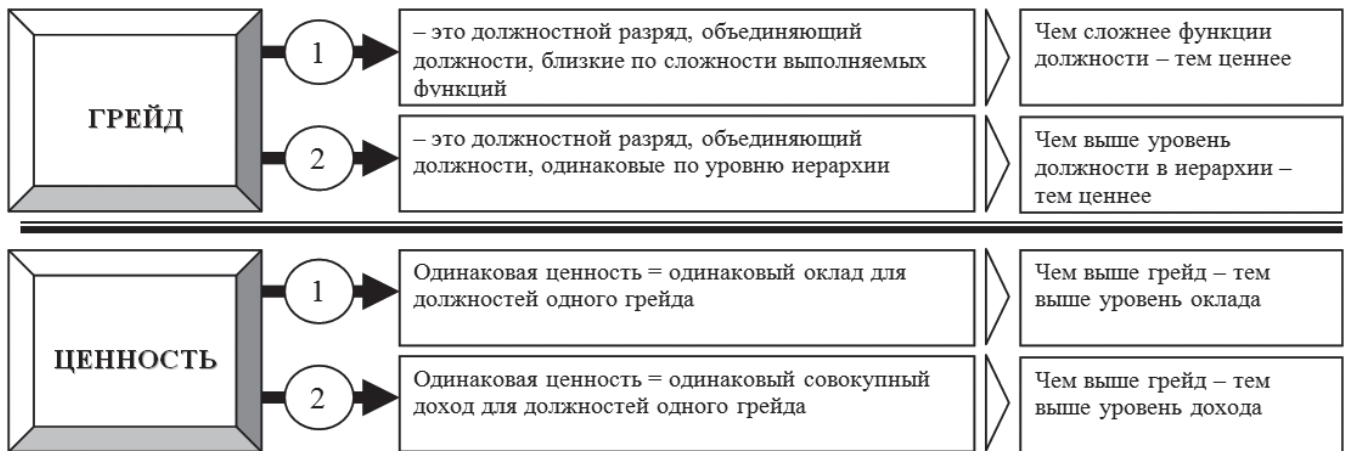 ГРЕЙД
1
– это должностной разряд, объединяющий
должности, близкие по сложности выполняемых
функций
Чем сложнее функции
должности – тем ценнее
2
– это должностной разряд, объединяющий
должности, одинаковые по уровню иерархии
Чем выше уровень
должности в иерархии –
тем ценнее
ЦЕННОСТЬ
1
Одинаковая ценность = одинаковый оклад для
должностей одного грейда
Чем выше грейд – тем
выше уровень оклада
2
Одинаковая ценность = одинаковый совокупный
доход для должностей одного грейда
Чем выше грейд – тем
выше уровень дохода